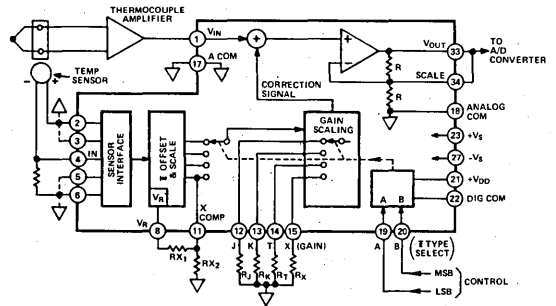 THERMOCOUPLE
AMPLIFIER
VIN
1
A COM
17
VOUT
33
TO
A/D
CONVERTER
R
SCALE
34
R
CORRECTION
SIGNAL
TEMP
SENSOR
- +
18
ANALOG
COM
2
3
IN
4
5
6
SENSOR
INTERFACE
OFFSET
& SCALE
VR
GAIN
SCALING
23
+VS
27
-VS
21
+VDD
22
DIG COM
A B
X
COMP
VR
8
11
12
13
14
15
J
K
T
X
(GAIN)
19
20
A
B
(TYPE
SELECT)
RX1
RX2
RJ
RK
RT
RX
MSB
LSB
CONTROL